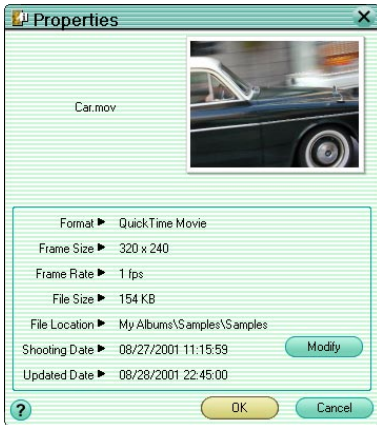 Properties
Car.mov
Format ▶ QuickTime Movie
Frame Size ▶ 320 x 240
Frame Rate ▶ 1 fps
File Size ▶ 154 KB
File Location ▶ My Albums\Samples\Samples
Shooting Date ▶ 08/27/2001 11:15:59
Modify
Updated Date ▶ 08/28/2001 22:45:00
? OK Cancel